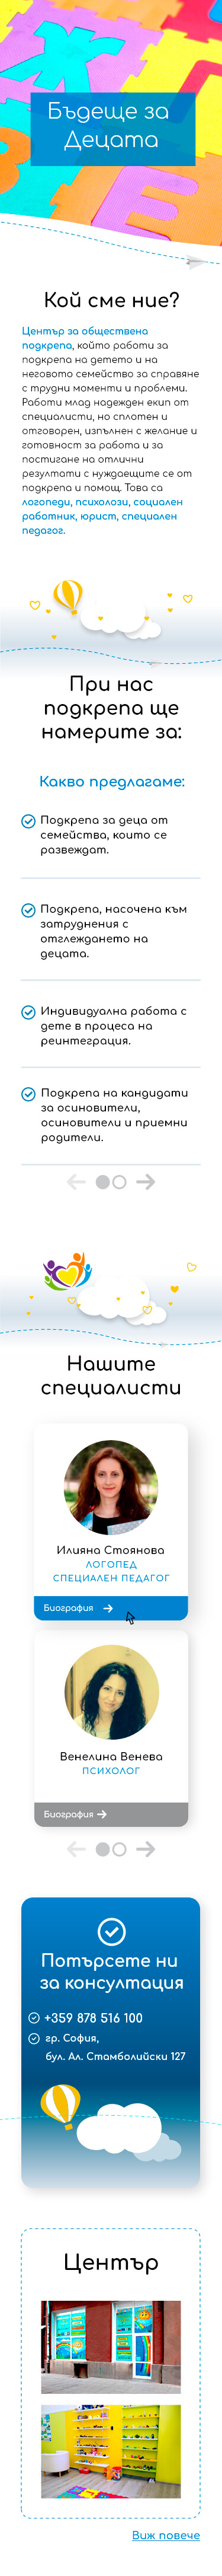 Бъдеще за
Децата
Кой сме ние?
Център за обществена
подкрепа, който работи за
подкрепа на детето и на
неговото семейство за справяне
с трудни моменти и проблеми.
Работи млад надежден екип от
специалисти, сплотен и
отговорен, изпълнен с желание и
готовност за работа и за
постигане на отлични
резултати с нуждаещите се от
подкрепа и помощ. Това са
логопеди, психолози, социален
работник, юрист, специален
педагог.
При нас
подкрепа ще
намерите за:
Какво предлагаме:
Подкрепа за деца от
семейства, които се
развеждат.
Подкрепа, насочена към
затруднения с
отглеждането на
децата.
Индивидуална работа с
дете в процеса на
реинтеграция.
Подкрепа на кандидати
за осиновители,
осиновители и приемни
родители.
Нашите
специалисти
Илияна Стоянова
ЛОГОПЕД
СПЕЦИАЛЕН ПЕДАГОГ
Биография
Венелина Венева
ПСИХОЛОГ
Биография
Потърсете ни
за консултация
+359 878 516 100
гр. София,
бул. Ал. Стамболийски 127
Център
Виж повече